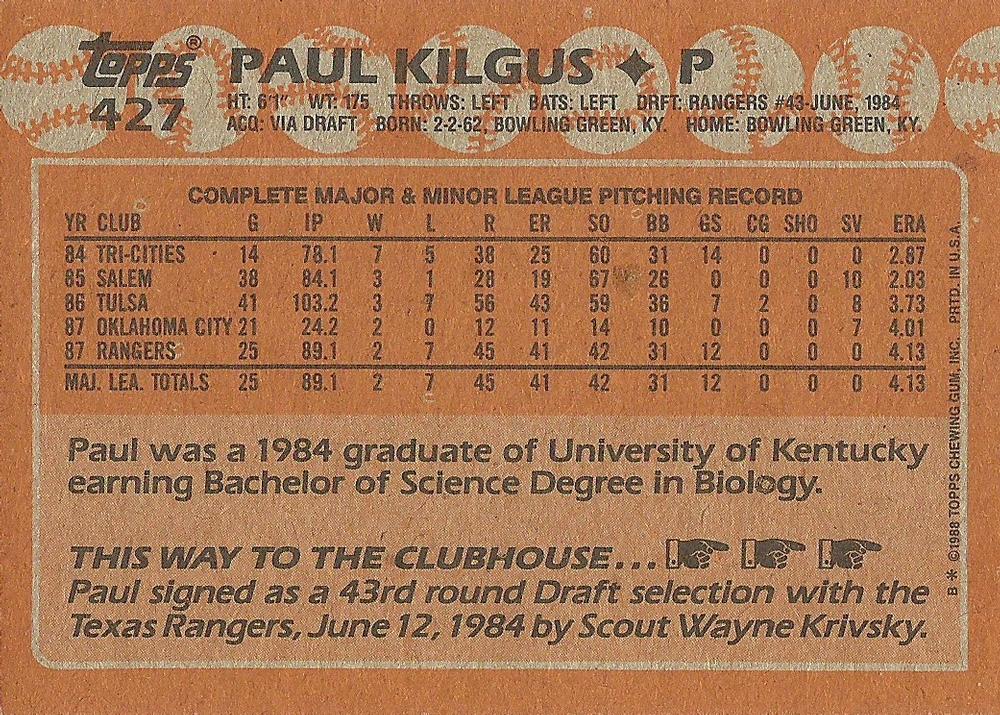 Topps® PAUL KILGUS ✦ P
427 HT: 6'1" WT: 175 THROWS: LEFT BATS: LEFT DRFT: RANGERS #43-JUNE, 1984
ACQ: VIA DRAFT BORN: 2-2-62, BOWLING GREEN, KY. HOME: BOWLING GREEN, KY.
COMPLETE MAJOR & MINOR LEAGUE PITCHING RECORD
YR CLUB G IP W L R ER SO BB GS CG SHO SV ERA
84 TRI-CITIES 14 78.1 7 5 38 25 60 31 14 0 0 0 2.87
85 SALEM 38 84.1 3 1 28 19 67 26 0 0 0 10 2.03
86 TULSA 41 103.2 3 7 56 43 59 36 7 2 0 8 3.73
87 OKLAHOMA CITY 21 24.2 2 0 12 11 14 10 0 0 0 7 4.01
87 RANGERS 25 89.1 2 7 45 41 42 31 12 0 0 0 4.13
MAJ. LEA. TOTALS 25 89.1 2 7 45 41 42 31 12 0 0 0 4.13
Paul was a 1984 graduate of University of Kentucky
earning Bachelor of Science Degree in Biology.
THIS WAY TO THE CLUBHOUSE...
Paul signed as a 43rd round Draft selection with the
Texas Rangers, June 12, 1984 by Scout Wayne Krivsky.
B * ©1988 TOPPS CHEWING GUM, INC. PRTD. IN U.S.A.